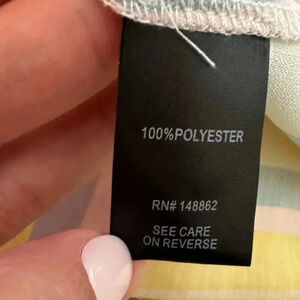 100%POLYESTER
RN# 148862
SEE CARE
ON REVERSE